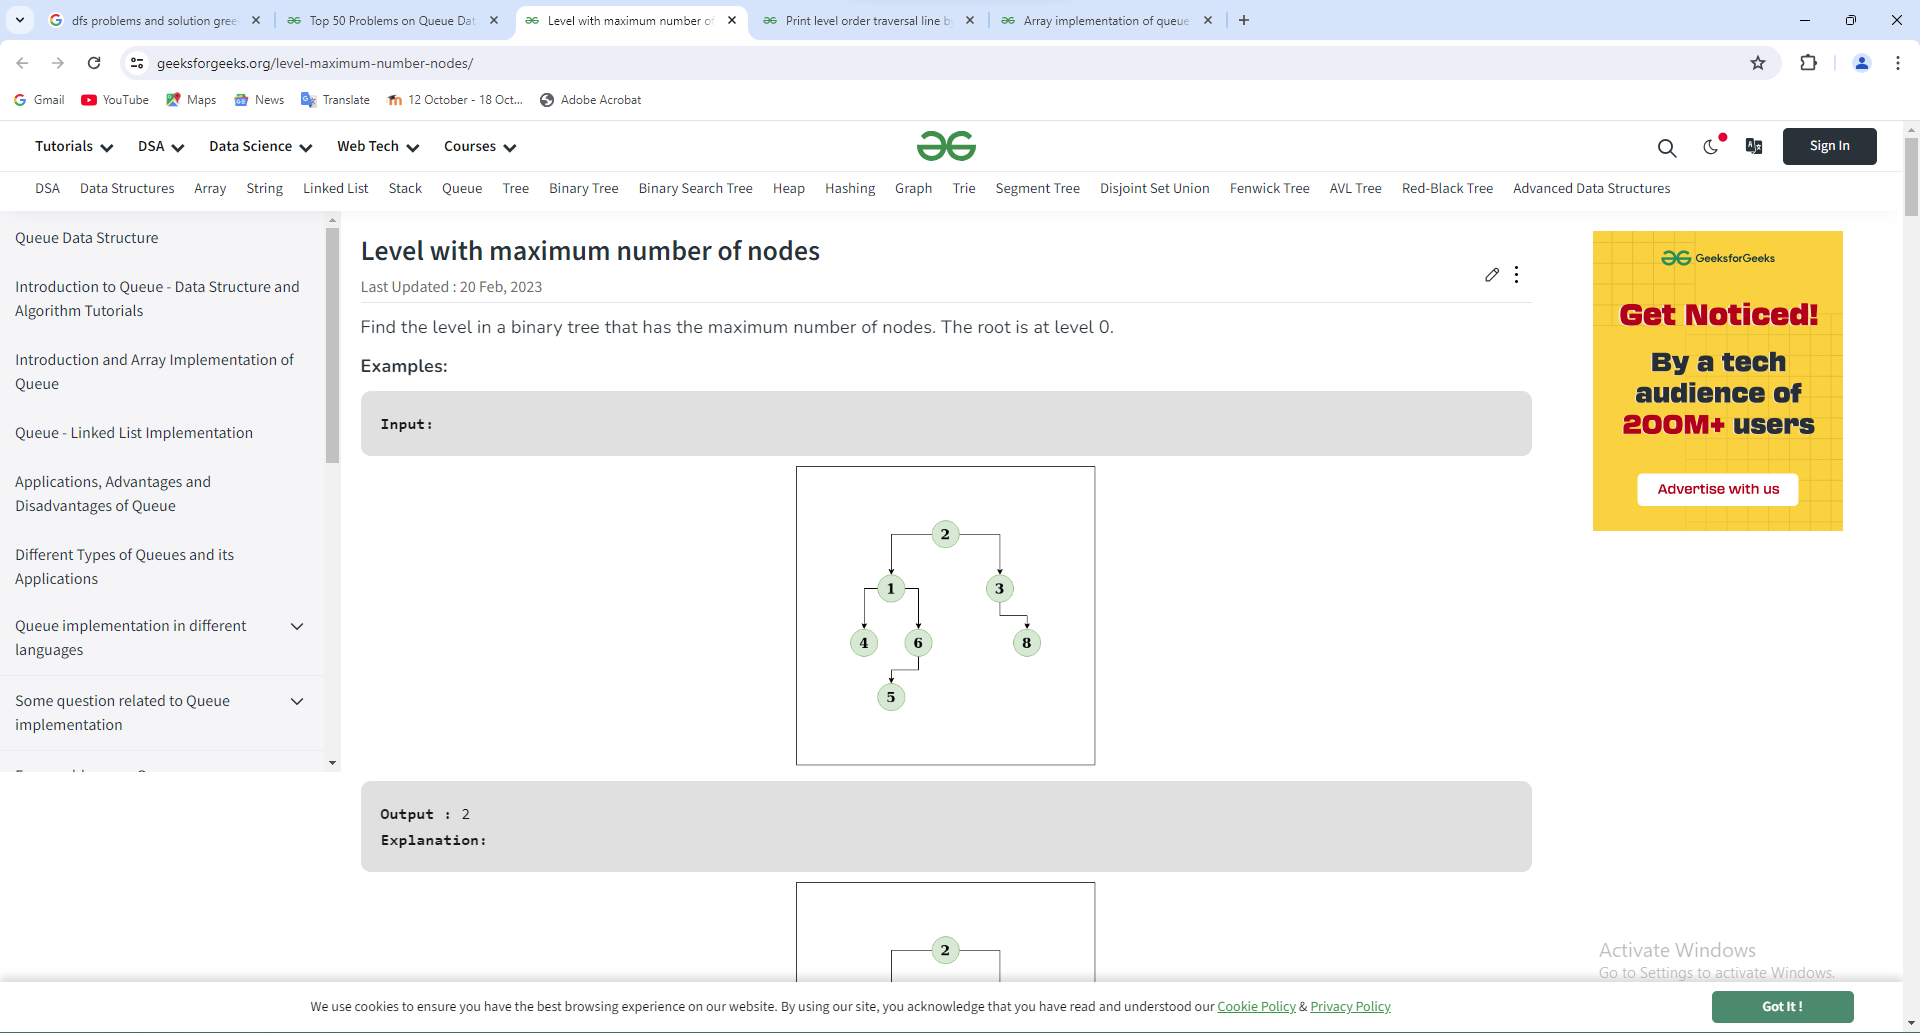 dfs problems and solution gree
Top 50 Problems on Queue Dat
Level with maximum number of
Print level order traversal line b
Array implementation of queue
geeksforgeeks.org/level-maximum-number-nodes/
Gmail
YouTube
Maps
News
Translate
12 October - 18 Oct...
Adobe Acrobat
Tutorials
DSA
Data Science
Web Tech
Courses
Sign In
DSA
Data Structures
Array
String
Linked List
Stack
Queue
Tree
Binary Tree
Binary Search Tree
Heap
Hashing
Graph
Trie
Segment Tree
Disjoint Set Union
Fenwick Tree
AVL Tree
Red-Black Tree
Advanced Data Structures
Queue Data Structure
Introduction to Queue - Data Structure and
Algorithm Tutorials
Introduction and Array Implementation of
Queue
Queue - Linked List Implementation
Applications, Advantages and
Disadvantages of Queue
Different Types of Queues and its
Applications
Queue implementation in different
languages
Some question related to Queue
implementation
Level with maximum number of nodes
Last Updated : 20 Feb, 2023
Find the level in a binary tree that has the maximum number of nodes. The root is at level 0.
Examples:
Input:
2
1
3
4
6
8
5
Output : 2
Explanation:
2
GeeksforGeeks
Get Noticed!
By a tech
audience of
200M+ users
Advertise with us
Activate Windows
Go to Settings to activate Windows.
We use cookies to ensure you have the best browsing experience on our website. By using our site, you acknowledge that you have read and understood our Cookie Policy & Privacy Policy
Got It !